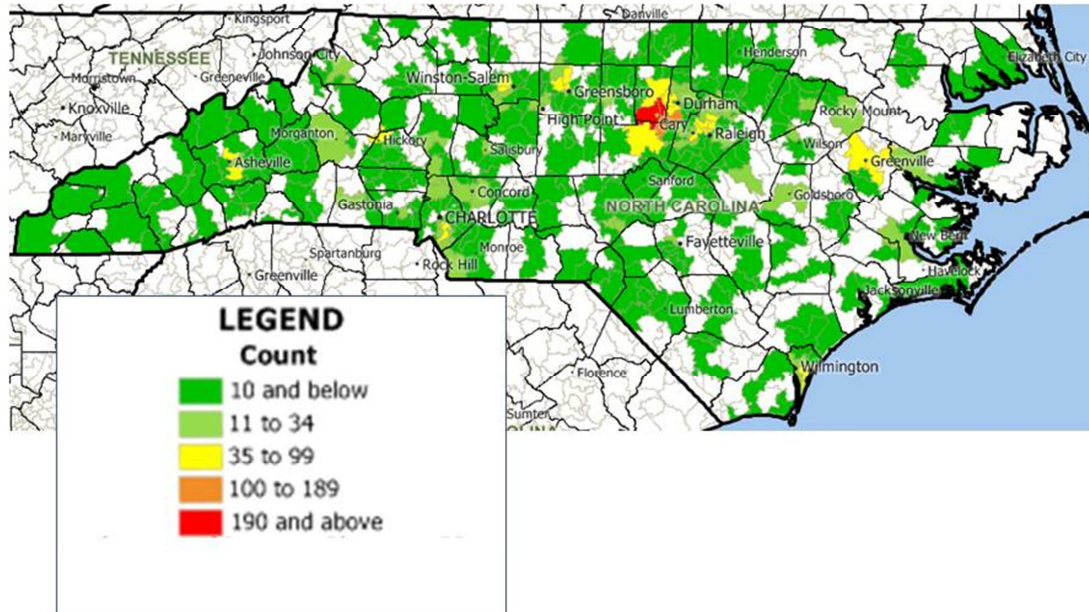 Kingsport
Danville
TENNESSEE
Johnson City
Henderson
Elizabeth City
Morristown
Greeneville
Winston-Salem
Greensboro
Knoxville
Durham
Rocky Mount
Maryville
Morganton
Hickory
High Point
Cary
Raleigh
Asheville
Salisbury
Wilson
Greenville
Sanford
Concord
Goldsboro
Gastonia
NORTH CAROLINA
CHARLOTTE
New Bern
Spartanburg
Monroe
Fayetteville
Rock Hill
Havelock
Greenville
Jacksonville
Lumberton
Florence
Wilmington
Sumter
LEGEND
Count
10 and below
11 to 34
35 to 99
100 to 189
190 and above